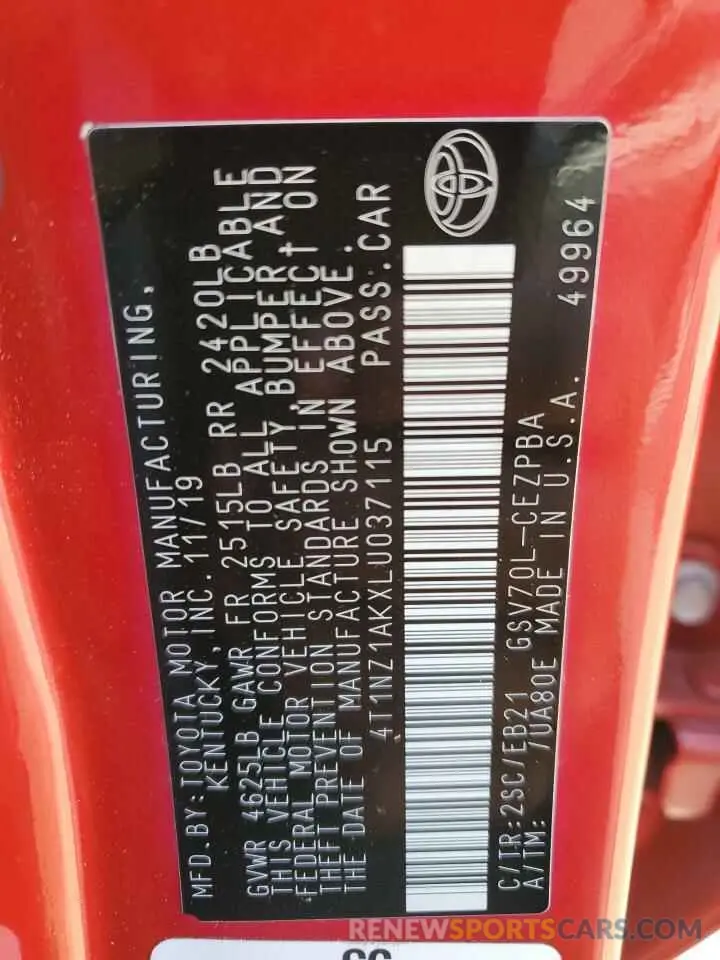 MFD.BY:TOYOTA MOTOR MANUFACTURING,
KENTUCKY, INC. 11/19
GVWR 4625LB GAWR FR 2515LB RR 2420LB
THIS VEHICLE CONFORMS TO ALL APPLICABLE
FEDERAL MOTOR VEHICLE SAFETY, BUMPER, AND
THEFT PREVENTION STANDARDS IN EFFECT ON
THE DATE OF MANUFACTURE SHOWN ABOVE.
4T1NZ1AKXLU037115 PASS.CAR
C/TR:2SC/EB21 GSV70L-CEZPBA
A/TM: /UA80E MADE IN U.S.A. 49964
RENEWSPORTSCARS.COM